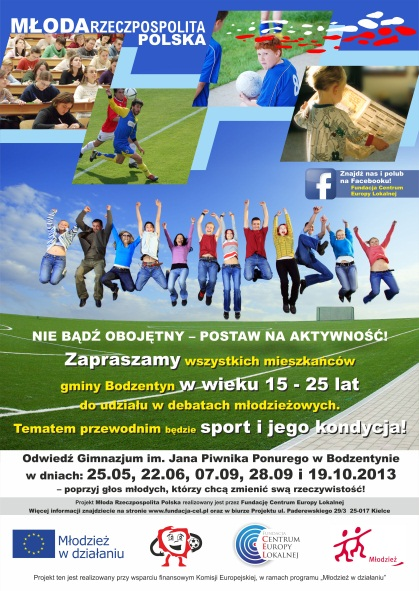 MŁODA RZECZPOSPOLITA
POLSKA
Znajdź nas i polub
na Facebooku!
Fundacja Centrum
Europy Lokalnej
NIE BĄDŹ OBOJĘTNY – POSTAW NA AKTYWNOŚĆ!
Zapraszamy wszystkich mieszkańców
gminy Bodzentyn w wieku 15 - 25 lat
do udziału w debatach młodzieżowych.
Tematem przewodnim będzie sport i jego kondycja!
Odwiedź Gimnazjum im. Jana Piwnika Ponurego w Bodzentynie
w dniach: 25.05, 22.06, 07.09, 28.09 i 19.10.2013
– poprzyj głos młodych, którzy chcą zmienić swą rzeczywistość!
Projekt Młoda Rzeczpospolita Polska realizowany jest przez Fundację Centrum Europy Lokalnej
Więcej informacji znajdziecie na stronie www.fundacja-cel.pl oraz w biurze Projektu ul. Paderewskiego 29/3 25-017 Kielce
Młodzież
w działaniu
Fundacja
CENTRUM
EUROPY
LOKALNEJ
Młodzież
Projekt ten jest realizowany przy wsparciu finansowym Komisji Europejskiej, w ramach programu „Młodzież w działaniu”